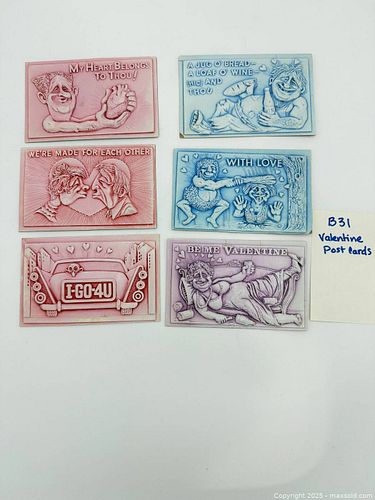 MY HEART BELONGS
TO THOU!
A JUG O' BREAD~
A LOAF O' WINE~
(HIC) AND
THOU
WE'RE MADE FOR EACH OTHER
WITH LOVE
I-GO-4U
BE ME VALENTINE
B31
Valentine
Post Cards
Copyright 2025 - maxsold.com